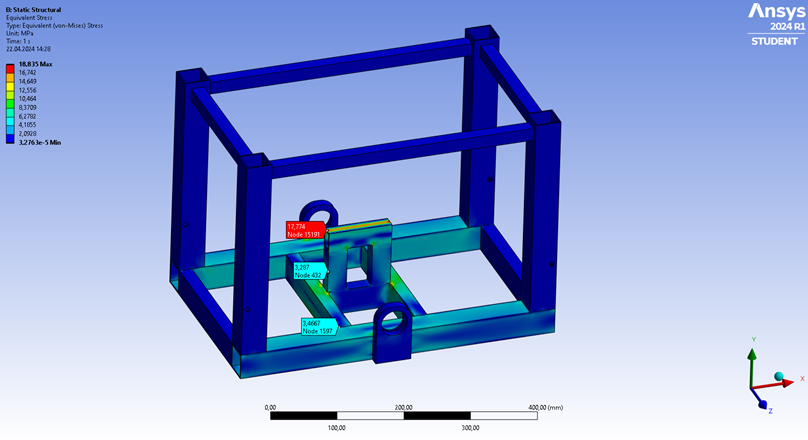 B: Static Structural
Equivalent Stress
Type: Equivalent (von-Mises) Stress
Unit: MPa
Time: 1 s
22.04.2024 14:28
18,835 Max
16,742
14,649
12,556
10,464
8,3709
6,2782
4,1855
2,0928
3,2763e-5 Min
Ansys
2024 R1
STUDENT
17,774
Node 15191
3,287
Node 432
3,4667
Node 1597
0,00
200,00
400,00 (mm)
100,00
300,00
Y
X
Z